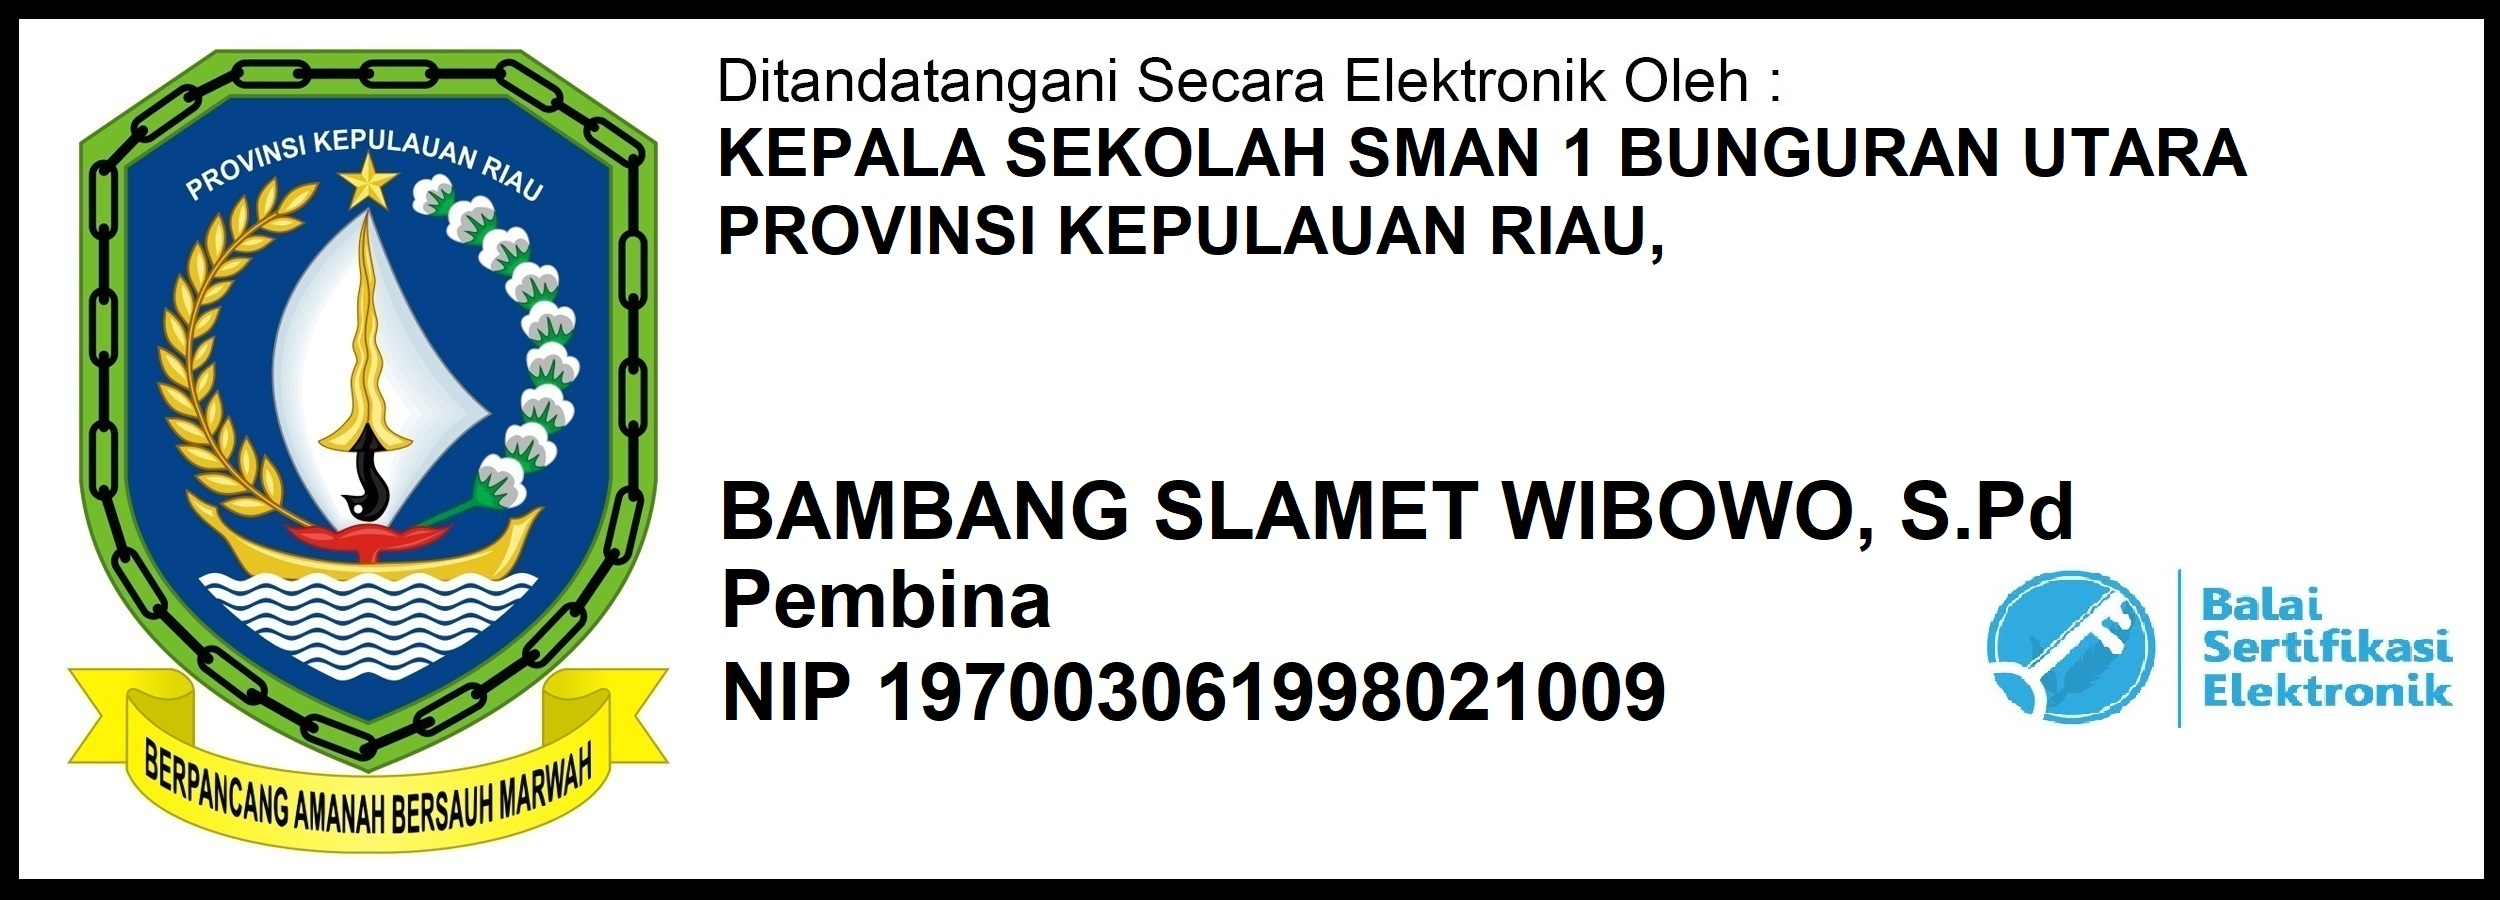 PROVINSI KEPULAUAN RIAU
BERPANCANG AMANAH BERSAUH MARWAH
Ditandatangani Secara Elektronik Oleh :
KEPALA SEKOLAH SMAN 1 BUNGURAN UTARA
PROVINSI KEPULAUAN RIAU,
BAMBANG SLAMET WIBOWO, S.Pd
Pembina
NIP 197003061998021009
Balai
Sertifikasi
Elektronik